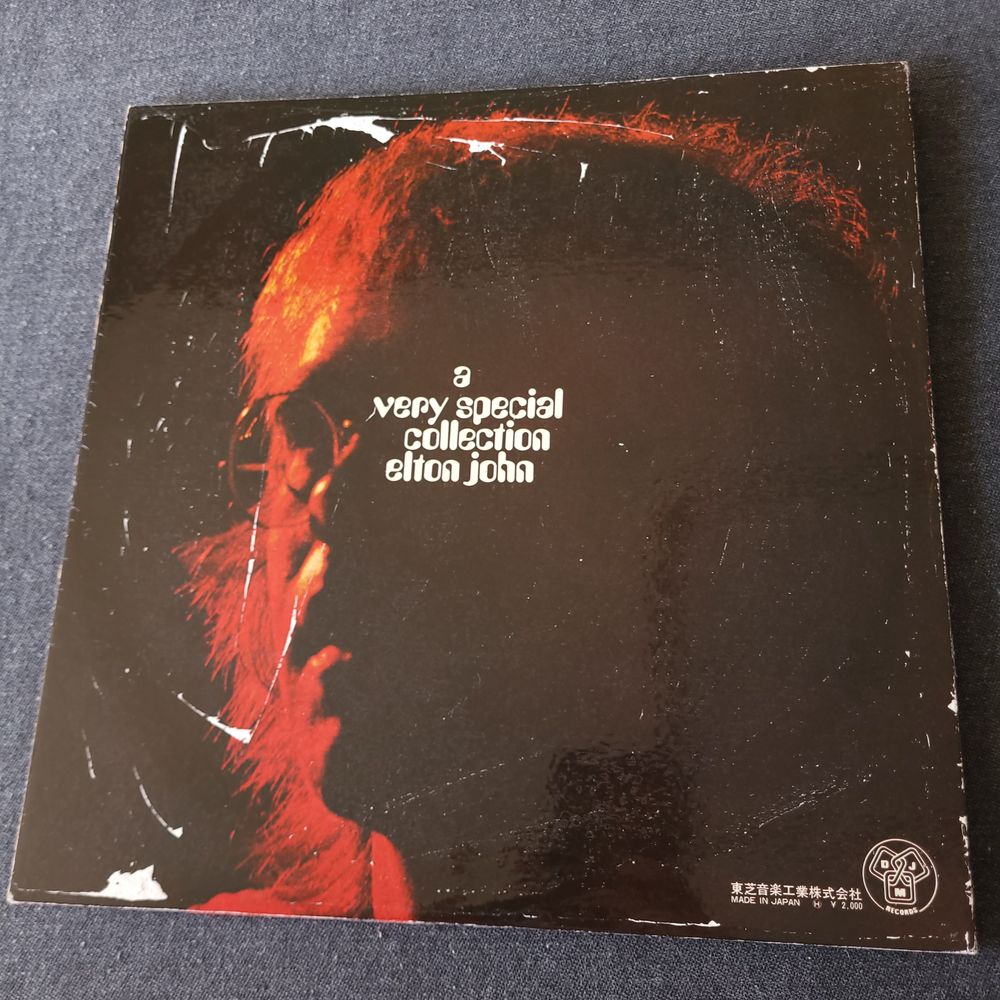 a
very special
collection
elton john
東芝音楽工業株式会社
MADE IN JAPAN Ⓗ ¥ 2,000
D J
M
RECORDS